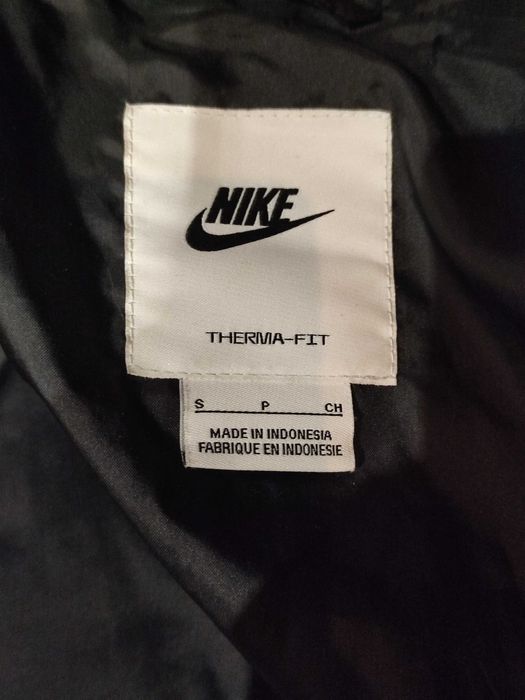 NIKE
THERMA-FIT
S P CH
MADE IN INDONESIA
FABRIQUE EN INDONESIE